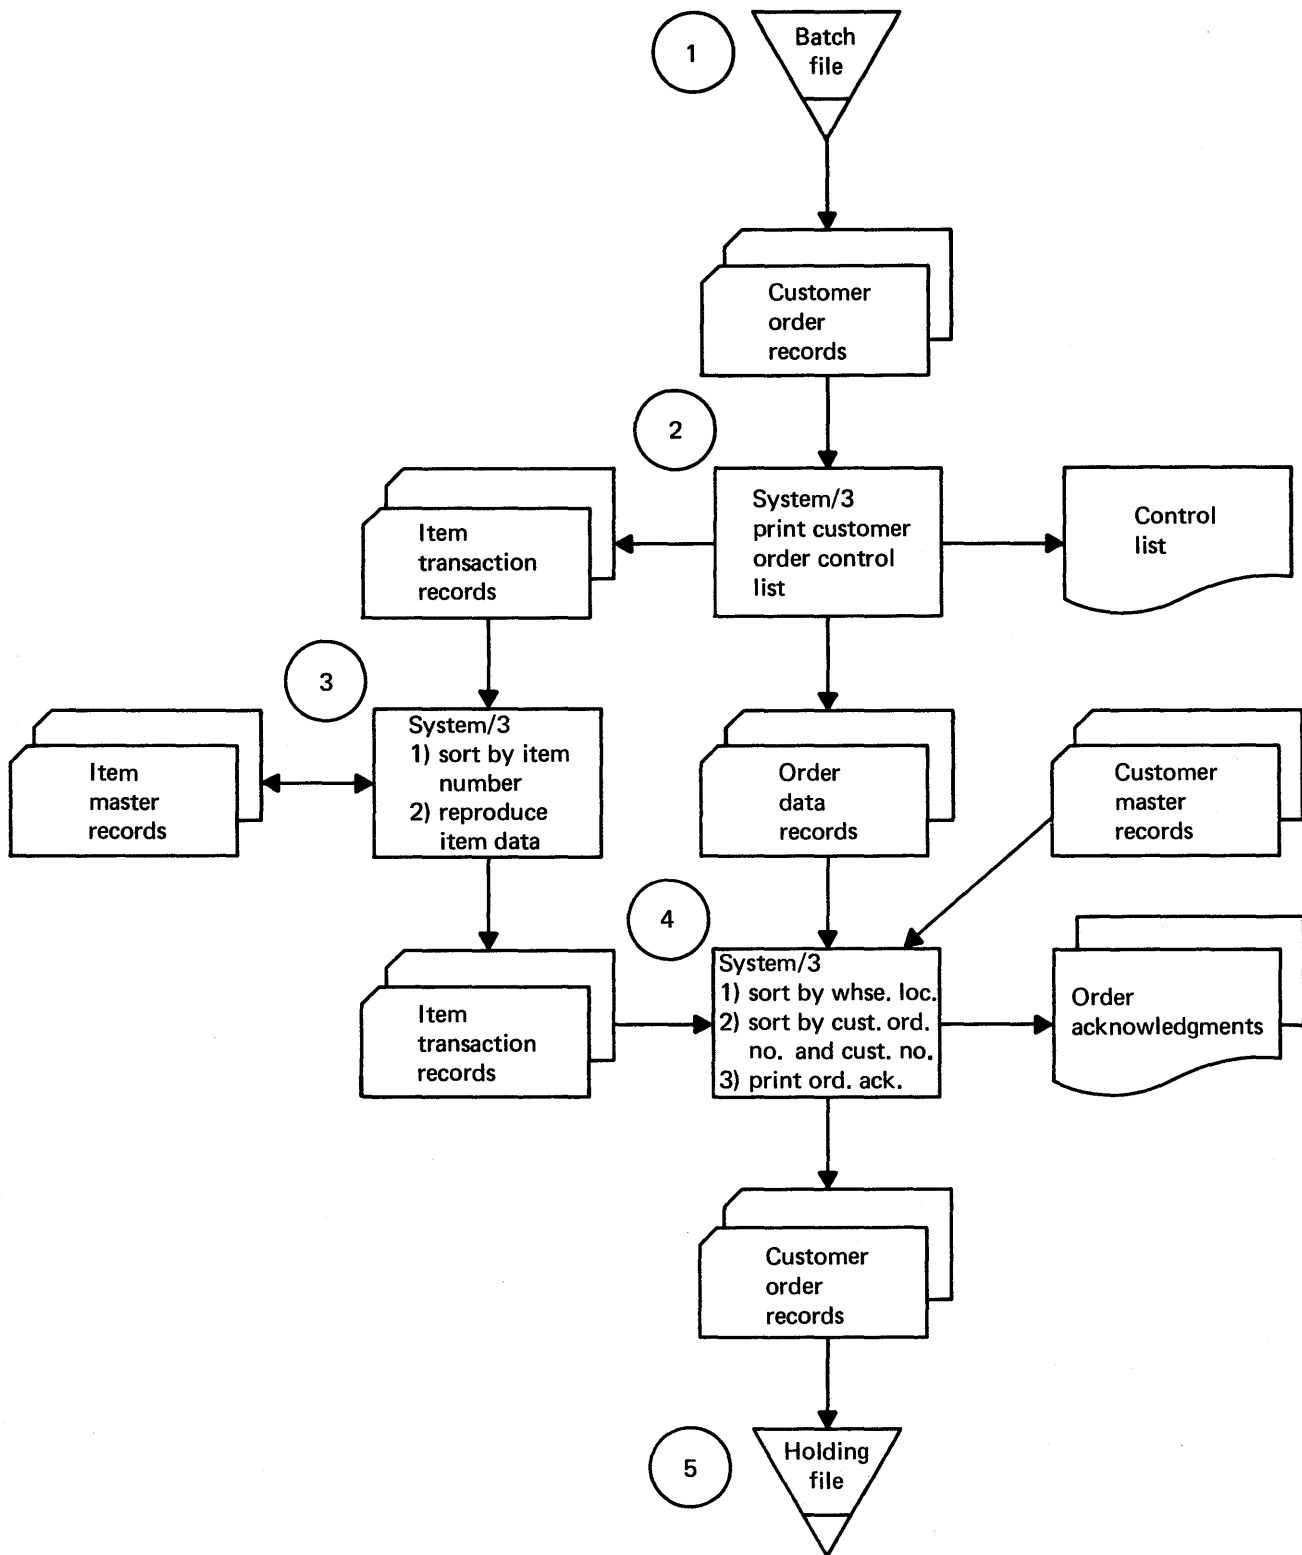 1
Batch
file
Customer
order
records
2
Item
transaction
records
System/3
print customer
order control
list
Control
list
3
Item
master
records
System/3
1) sort by item
number
2) reproduce
item data
Order
data
records
Customer
master
records
4
Item
transaction
records
System/3
1) sort by whse. loc.
2) sort by cust. ord.
no. and cust. no.
3) print ord. ack.
Order
acknowledgments
Customer
order
records
5
Holding
file